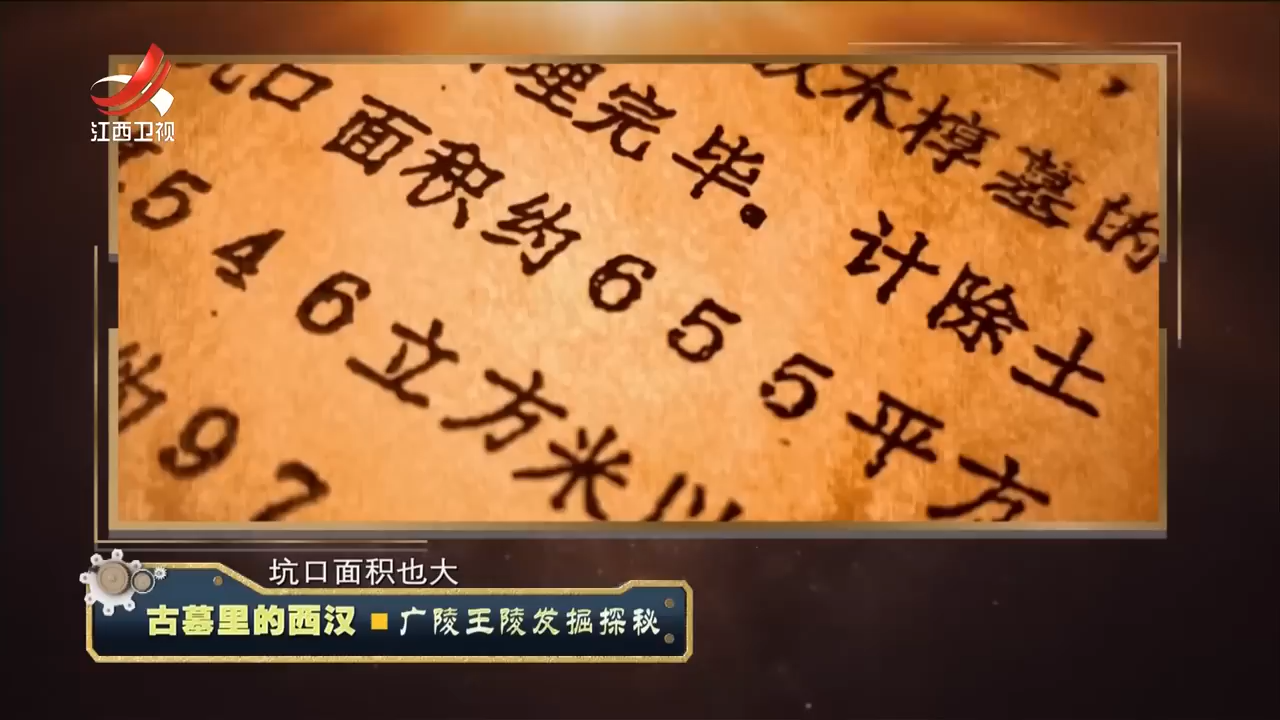 江西卫视
坑口面积约655平方
理完毕。计除土
木椁墓的
546立方米以
97
坑口面积也大
古墓里的西汉■广陵王陵发掘探秘